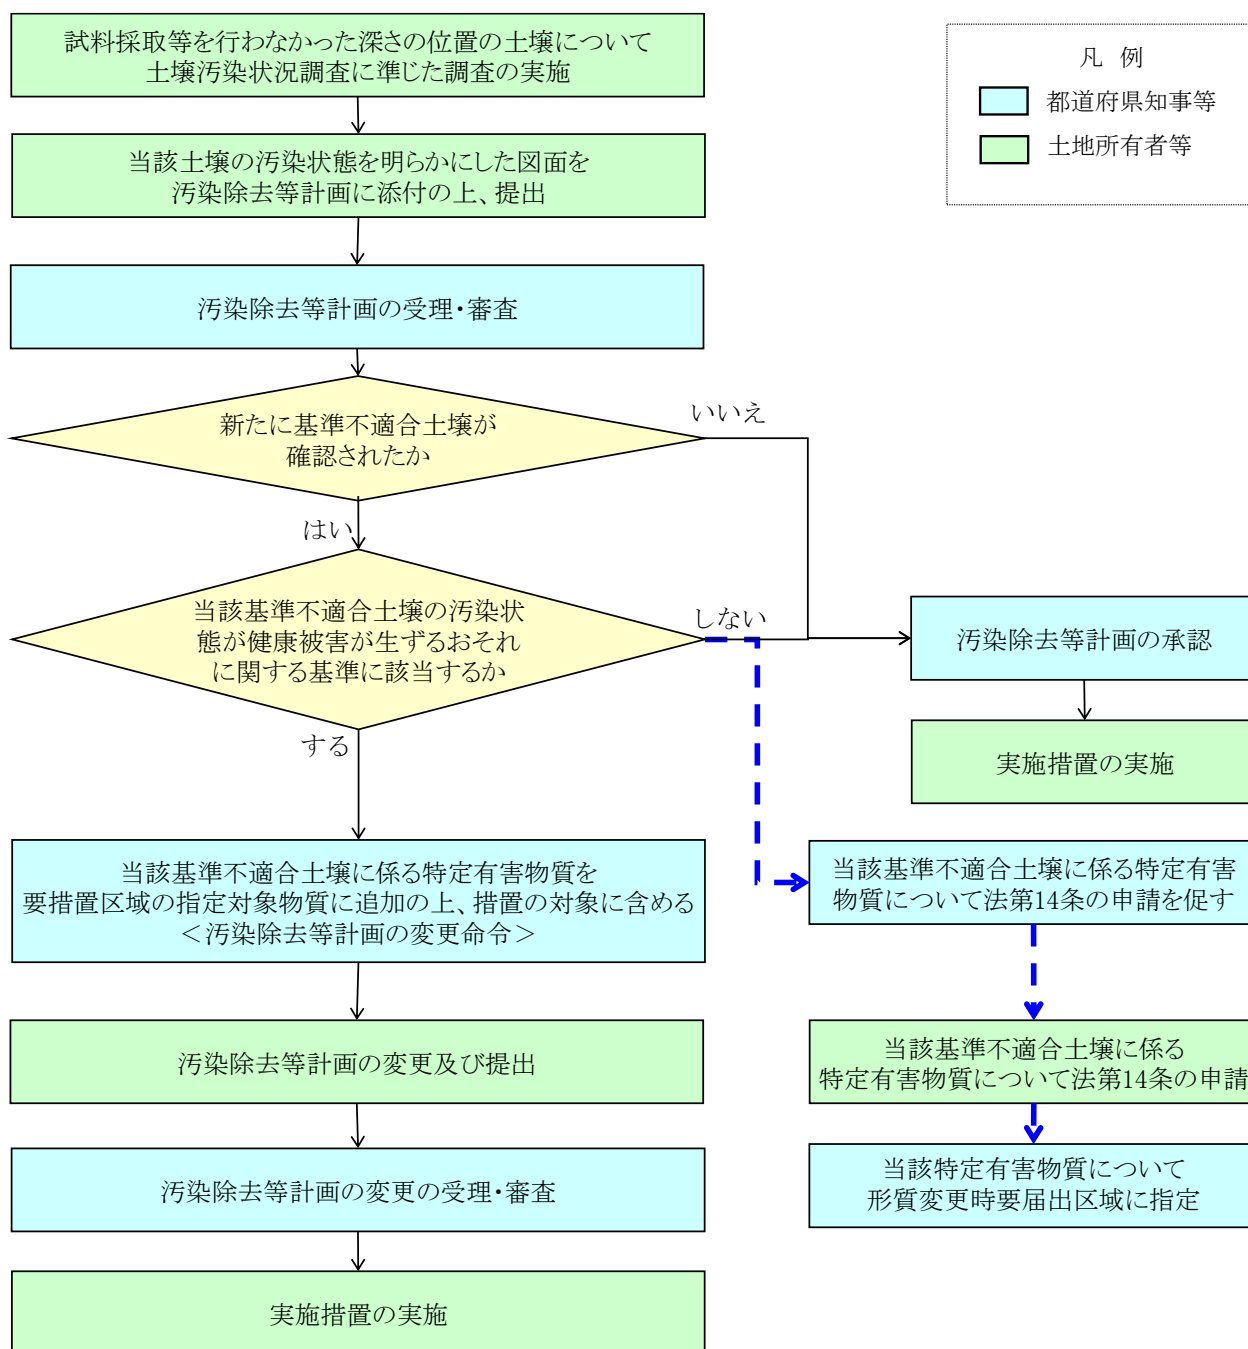 試料採取等を行わなかった深さの位置の土壌について
土壌汚染状況調査に準じた調査の実施
凡 例
都道府県知事等
土地所有者等
当該土壌の汚染状態を明らかにした図面を
汚染除去等計画に添付の上、提出
汚染除去等計画の受理・審査
新たに基準不適合土壌が
確認されたか
いいえ
はい
当該基準不適合土壌の汚染状
態が健康被害が生ずるおそれ
に関する基準に該当するか
しない
する
汚染除去等計画の承認
実施措置の実施
当該基準不適合土壌に係る特定有害物質を
要措置区域の指定対象物質に追加の上、措置の対象に含める
＜汚染除去等計画の変更命令＞
当該基準不適合土壌に係る特定有害
物質について法第14条の申請を促す
汚染除去等計画の変更及び提出
当該基準不適合土壌に係る
特定有害物質について法第14条の申請
汚染除去等計画の変更の受理・審査
当該特定有害物質について
形質変更時要届出区域に指定
実施措置の実施